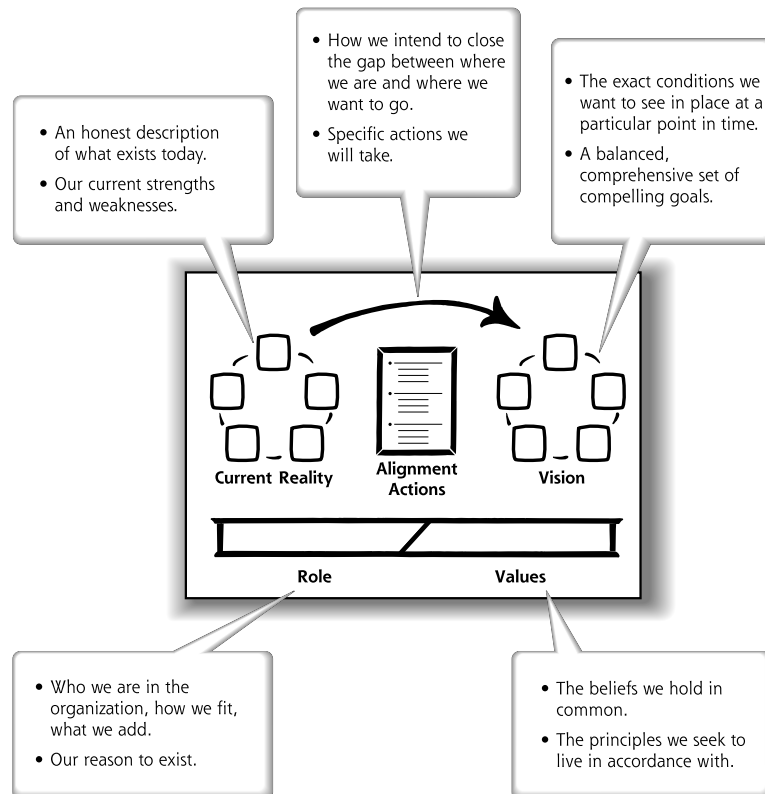 • How we intend to close
the gap between where
we are and where we
want to go.
• Specific actions we
will take.
• The exact conditions we
want to see in place at a
particular point in time.
• A balanced,
comprehensive set of
compelling goals.
• An honest description
of what exists today.
• Our current strengths
and weaknesses.
Current Reality
Alignment
Actions
Vision
Role
Values
• Who we are in the
organization, how we fit,
what we add.
• Our reason to exist.
• The beliefs we hold in
common.
• The principles we seek to
live in accordance with.